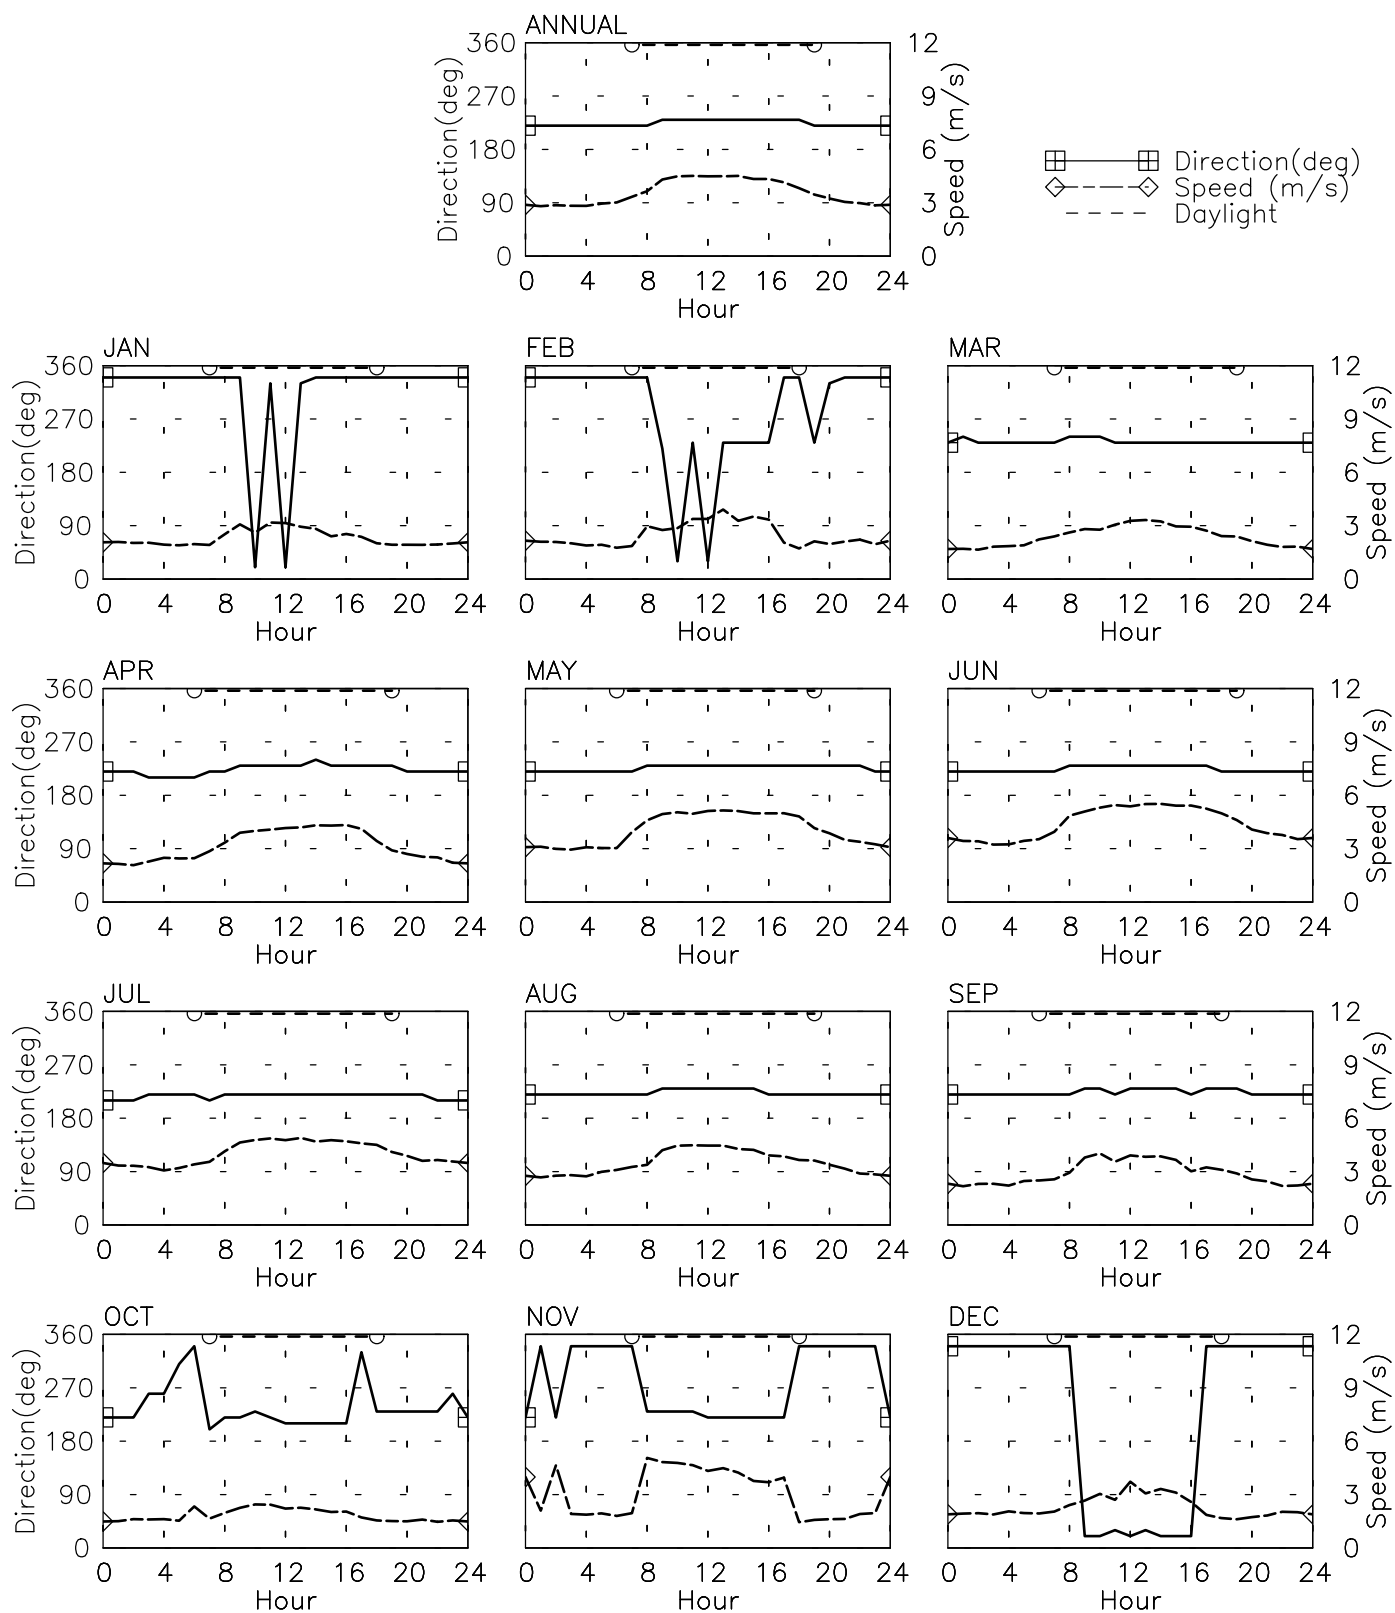 ANNUAL
360
270
180
90
0
Direction(deg)
12
9
6
3
0
Speed (m/s)
0 4 8 12 16 20 24
Hour
Direction(deg)
Speed (m/s)
Daylight
JAN
360
270
180
90
0
Direction(deg)
0 4 8 12 16 20 24
Hour
FEB
0 4 8 12 16 20 24
Hour
MAR
12
9
6
3
0
Speed (m/s)
0 4 8 12 16 20 24
Hour
APR
360
270
180
90
0
Direction(deg)
0 4 8 12 16 20 24
Hour
MAY
0 4 8 12 16 20 24
Hour
JUN
12
9
6
3
0
Speed (m/s)
0 4 8 12 16 20 24
Hour
JUL
360
270
180
90
0
Direction(deg)
0 4 8 12 16 20 24
Hour
AUG
0 4 8 12 16 20 24
Hour
SEP
12
9
6
3
0
Speed (m/s)
0 4 8 12 16 20 24
Hour
OCT
360
270
180
90
0
Direction(deg)
0 4 8 12 16 20 24
Hour
NOV
0 4 8 12 16 20 24
Hour
DEC
12
9
6
3
0
Speed (m/s)
0 4 8 12 16 20 24
Hour